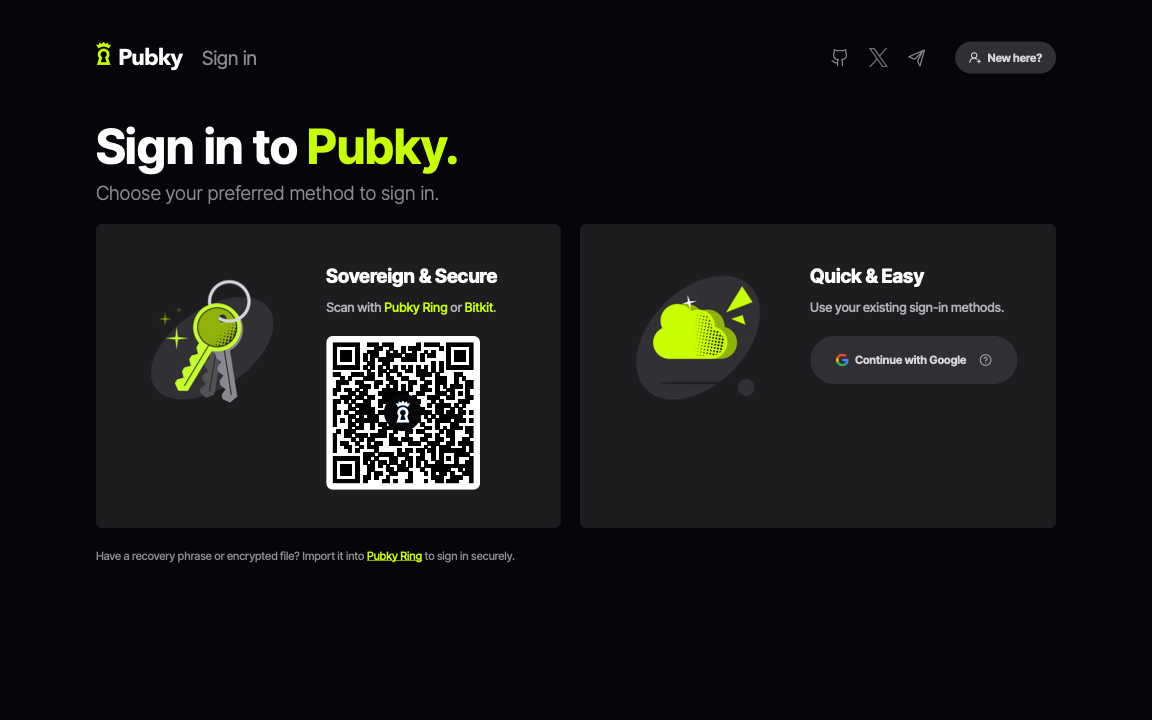 Pubky Sign in
New here?
Sign in to Pubky.
Choose your preferred method to sign in.
Sovereign & Secure
Scan with Pubky Ring or Bitkit.
Quick & Easy
Use your existing sign-in methods.
Continue with Google
Have a recovery phrase or encrypted file? Import it into Pubky Ring to sign in securely.